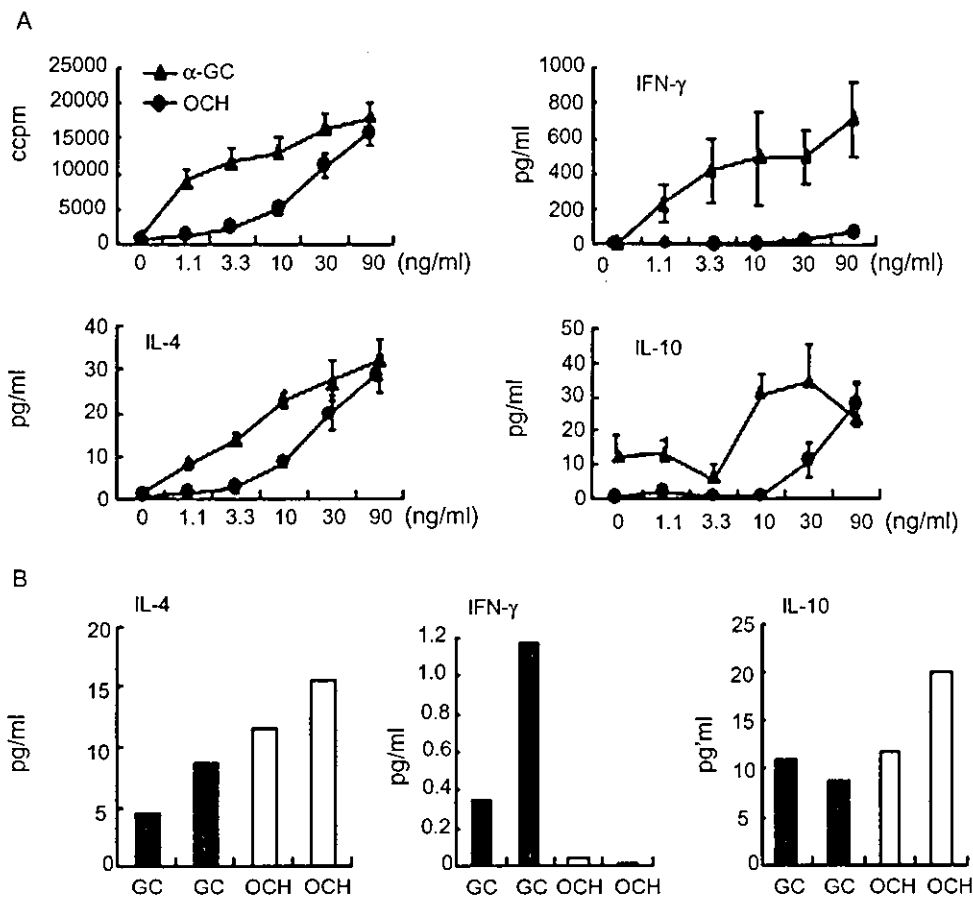 A
25000
20000
15000
10000
5000
0
ccpm
α-GC
OCH
0 1.1 3.3 10 30 90 (ng/ml)
1000
800
600
400
200
0
pg/ml
IFN-γ
0 1.1 3.3 10 30 90 (ng/ml)
40
30
20
10
0
pg/ml
IL-4
0 1.1 3.3 10 30 90 (ng/ml)
50
40
30
20
10
0
pg/ml
IL-10
0 1.1 3.3 10 30 90 (ng/ml)
B
IL-4
20
15
10
5
0
pg/ml
GC GC OCH OCH
IFN-γ
1.2
1.0
0.8
0.6
0.4
0.2
0
pg/ml
GC GC OCH OCH
IL-10
25
20
15
10
5
0
pg'ml
GC GC OCH OCH